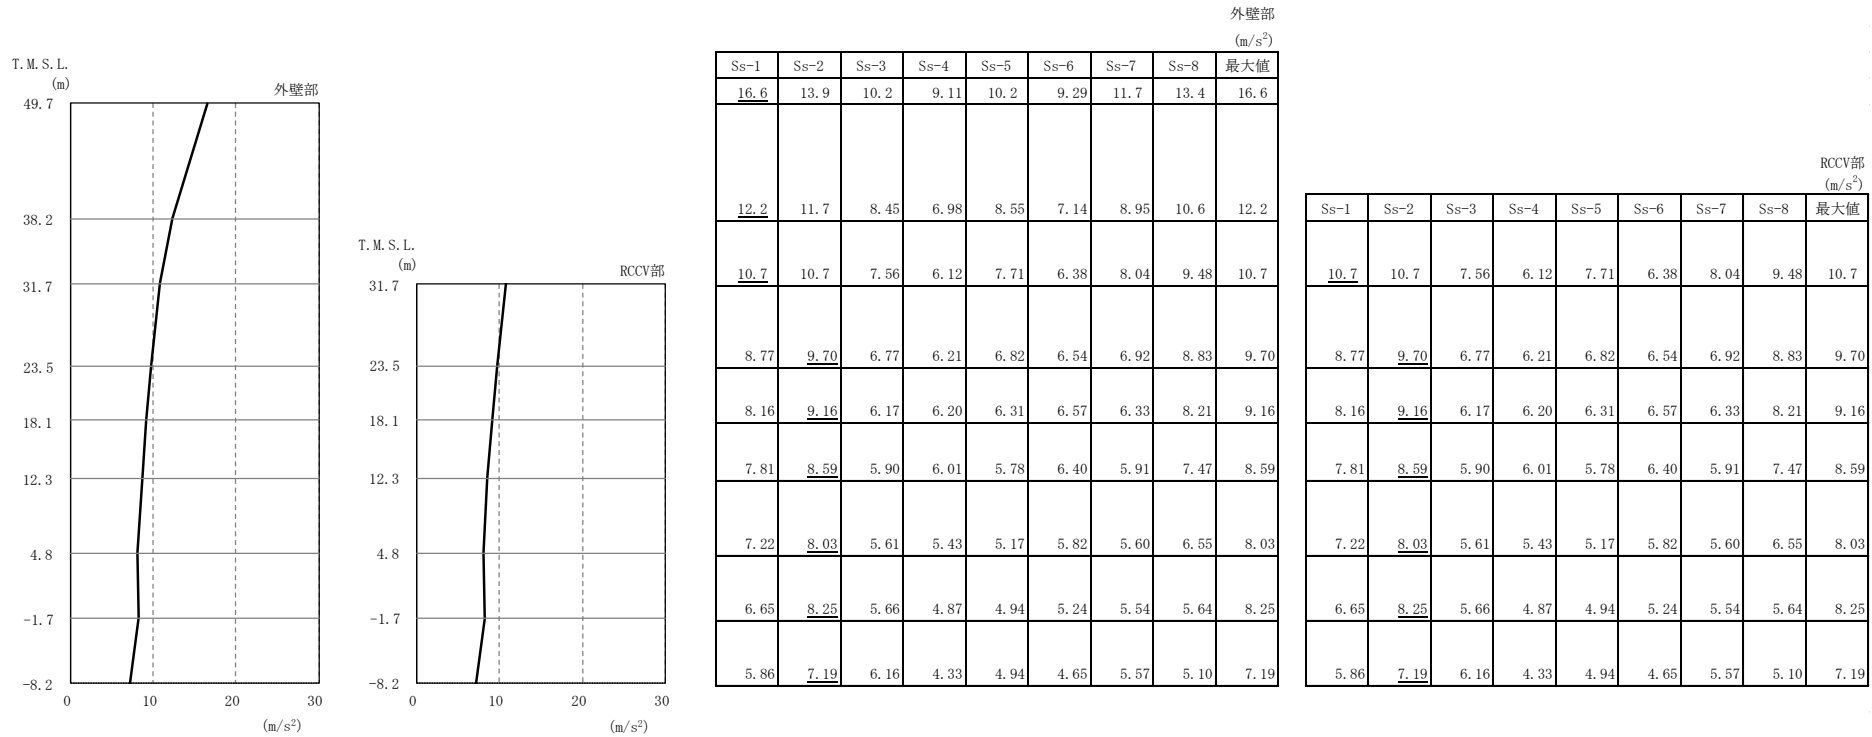 T.M.S.L.
(m)
外壁部
49.7
38.2
31.7
23.5
18.1
12.3
4.8
-1.7
-8.2
0 10 20 30
(m/s²)
T.M.S.L.
(m)
RCCV部
31.7
23.5
18.1
12.3
4.8
-1.7
-8.2
0 10 20 30
(m/s²)
外壁部
(m/s²)
Ss-1 Ss-2 Ss-3 Ss-4 Ss-5 Ss-6 Ss-7 Ss-8 最大値
16.6 13.9 10.2 9.11 10.2 9.29 11.7 13.4 16.6
12.2 11.7 8.45 6.98 8.55 7.14 8.95 10.6 12.2
10.7 10.7 7.56 6.12 7.71 6.38 8.04 9.48 10.7
8.77 9.70 6.77 6.21 6.82 6.54 6.92 8.83 9.70
8.16 9.16 6.17 6.20 6.31 6.57 6.33 8.21 9.16
7.81 8.59 5.90 6.01 5.78 6.40 5.91 7.47 8.59
7.22 8.03 5.61 5.43 5.17 5.82 5.60 6.55 8.03
6.65 8.25 5.66 4.87 4.94 5.24 5.54 5.64 8.25
5.86 7.19 6.16 4.33 4.94 4.65 5.57 5.10 7.19
RCCV部
(m/s²)
Ss-1 Ss-2 Ss-3 Ss-4 Ss-5 Ss-6 Ss-7 Ss-8 最大値
10.7 10.7 7.56 6.12 7.71 6.38 8.04 9.48 10.7
8.77 9.70 6.77 6.21 6.82 6.54 6.92 8.83 9.70
8.16 9.16 6.17 6.20 6.31 6.57 6.33 8.21 9.16
7.81 8.59 5.90 6.01 5.78 6.40 5.91 7.47 8.59
7.22 8.03 5.61 5.43 5.17 5.82 5.60 6.55 8.03
6.65 8.25 5.66 4.87 4.94 5.24 5.54 5.64 8.25
5.86 7.19 6.16 4.33 4.94 4.65 5.57 5.10 7.19